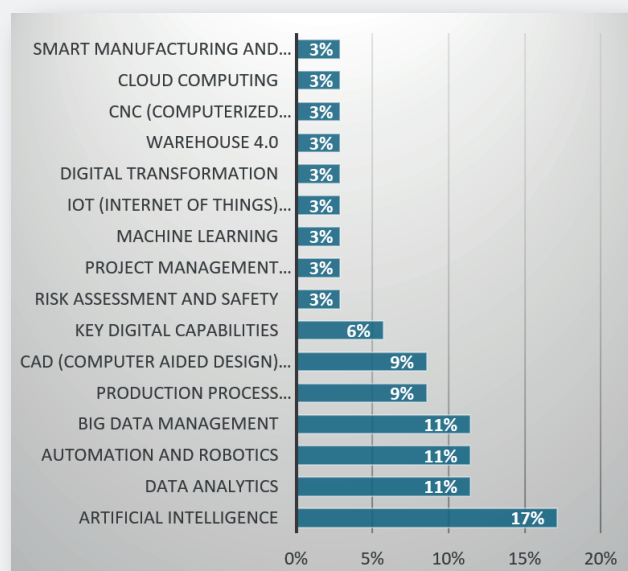 SMART MANUFACTURING AND... 3%
CLOUD COMPUTING 3%
CNC (COMPUTERIZED... 3%
WAREHOUSE 4.0 3%
DIGITAL TRANSFORMATION 3%
IOT (INTERNET OF THINGS)... 3%
MACHINE LEARNING 3%
PROJECT MANAGEMENT... 3%
RISK ASSESSMENT AND SAFETY 3%
KEY DIGITAL CAPABILITIES 6%
CAD (COMPUTER AIDED DESIGN)... 9%
PRODUCTION PROCESS... 9%
BIG DATA MANAGEMENT 11%
AUTOMATION AND ROBOTICS 11%
DATA ANALYTICS 11%
ARTIFICIAL INTELLIGENCE 17%
0% 5% 10% 15% 20%